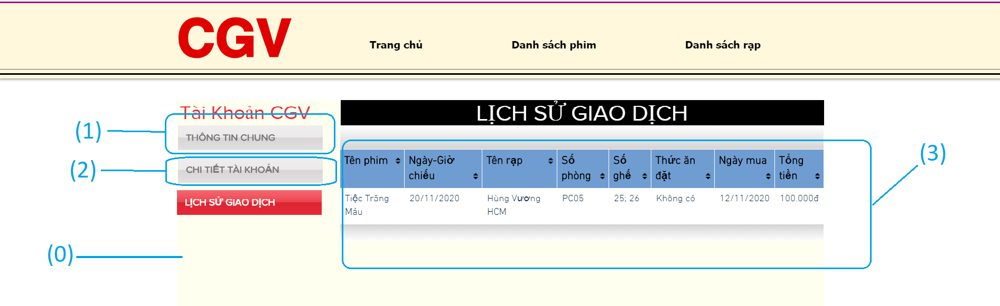 CGV
Trang chủ Danh sách phim Danh sách rạp
Tài Khoản CGV
LỊCH SỬ GIAO DỊCH
(1)
THÔNG TIN CHUNG
(2)
CHI TIẾT TÀI KHOẢN
LỊCH SỬ GIAO DỊCH
(3)
Tên phim Ngày-Giờ Tên rạp Số Số Thức ăn Ngày mua Tổng
chiếu phòng ghế đặt tiền
Tiệc Trăng 20/11/2020 Hùng Vương PC05 25; 26 Không có 12/11/2020 100.000đ
Máu HCM
(0)